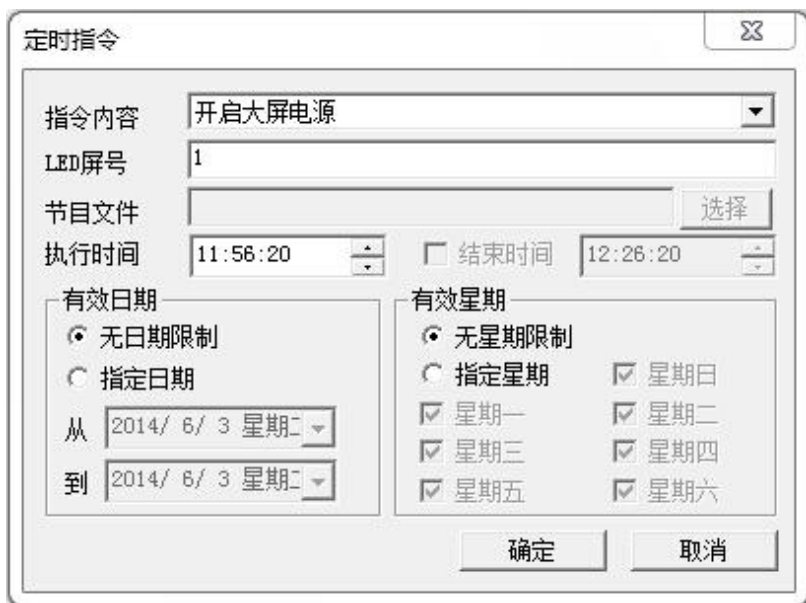 定时指令
指令内容 开启大屏电源
LED屏号 1
节目文件 选择
执行时间 11:56:20 结束时间 12:26:20
有效日期 有效星期
无日期限制 无星期限制
指定日期 指定星期 星期日
从 2014/ 6/ 3 星期二 星期一 星期二
星期三 星期四
到 2014/ 6/ 3 星期二 星期五 星期六
确定 取消